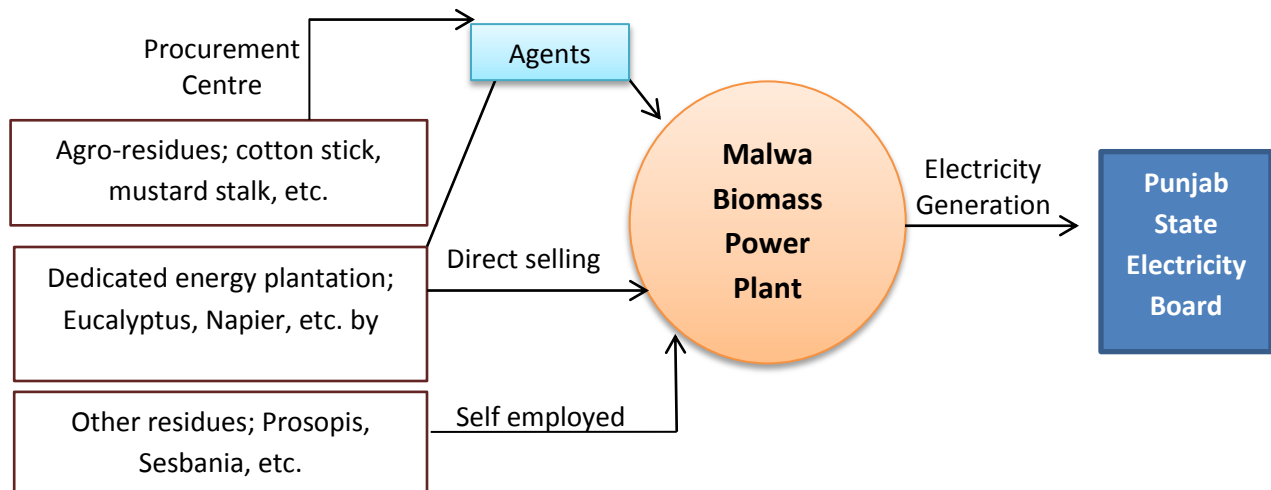 Procurement
Centre
Agents
Agro-residues; cotton stick,
mustard stalk, etc.
Dedicated energy plantation;
Eucalyptus, Napier, etc. by
Other residues; Prosopis,
Sesbania, etc.
Direct selling
Self employed
Malwa
Biomass
Power
Plant
Electricity
Generation
Punjab
State
Electricity
Board